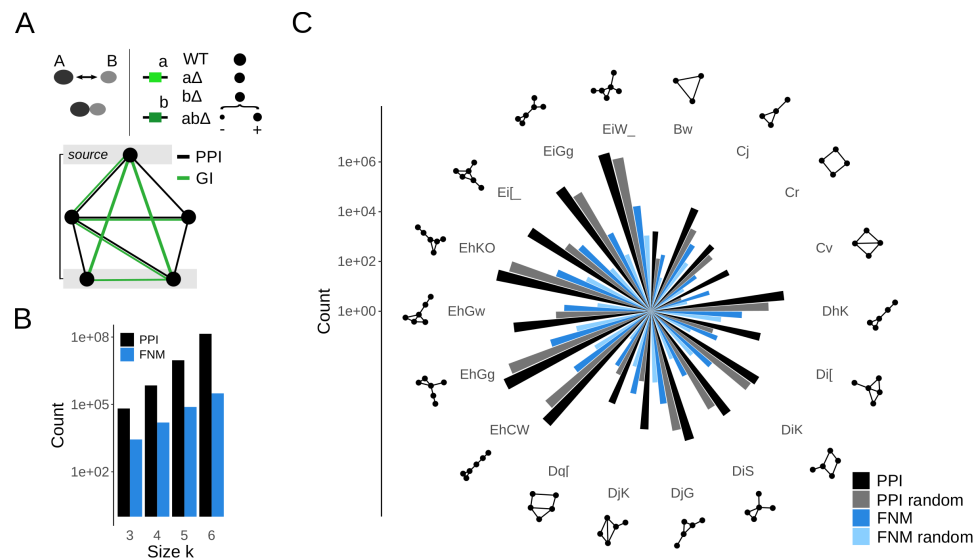 A
A B
a
b
WT
aΔ
bΔ
abΔ
- +
source
PPI
GI
B
1e+08
1e+05
1e+02
Count
PPI
FNM
3 4 5 6
Size k
C
1e+06
1e+04
1e+02
1e+00
Count
EiW_
Bw
Cj
Cr
Cv
DhK
Di[
DiK
DiS
DjG
DjK
Dq[
EhCW
EhGg
EhGw
EhKO
Ei[_
EiGg
PPI
PPI random
FNM
FNM random